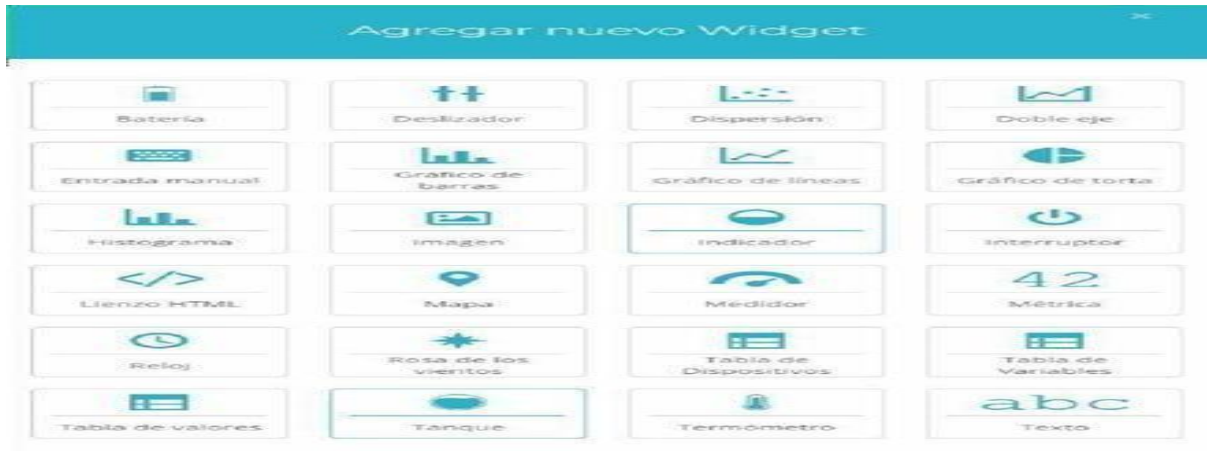 Agregar nuevo Widget
×
Batería
Deslizador
Dispersión
Doble eje
Entrada manual
Gráfico de
barras
Gráfico de líneas
Gráfico de torta
Histograma
Imagen
Indicador
Interruptor
</>
Lienzo HTML
Mapa
Medidor
42
Métrica
Reloj
Rosa de los
vientos
Tabla de
Dispositivos
Tabla de
Variables
Tabla de valores
Tanque
Termómetro
abc
Texto